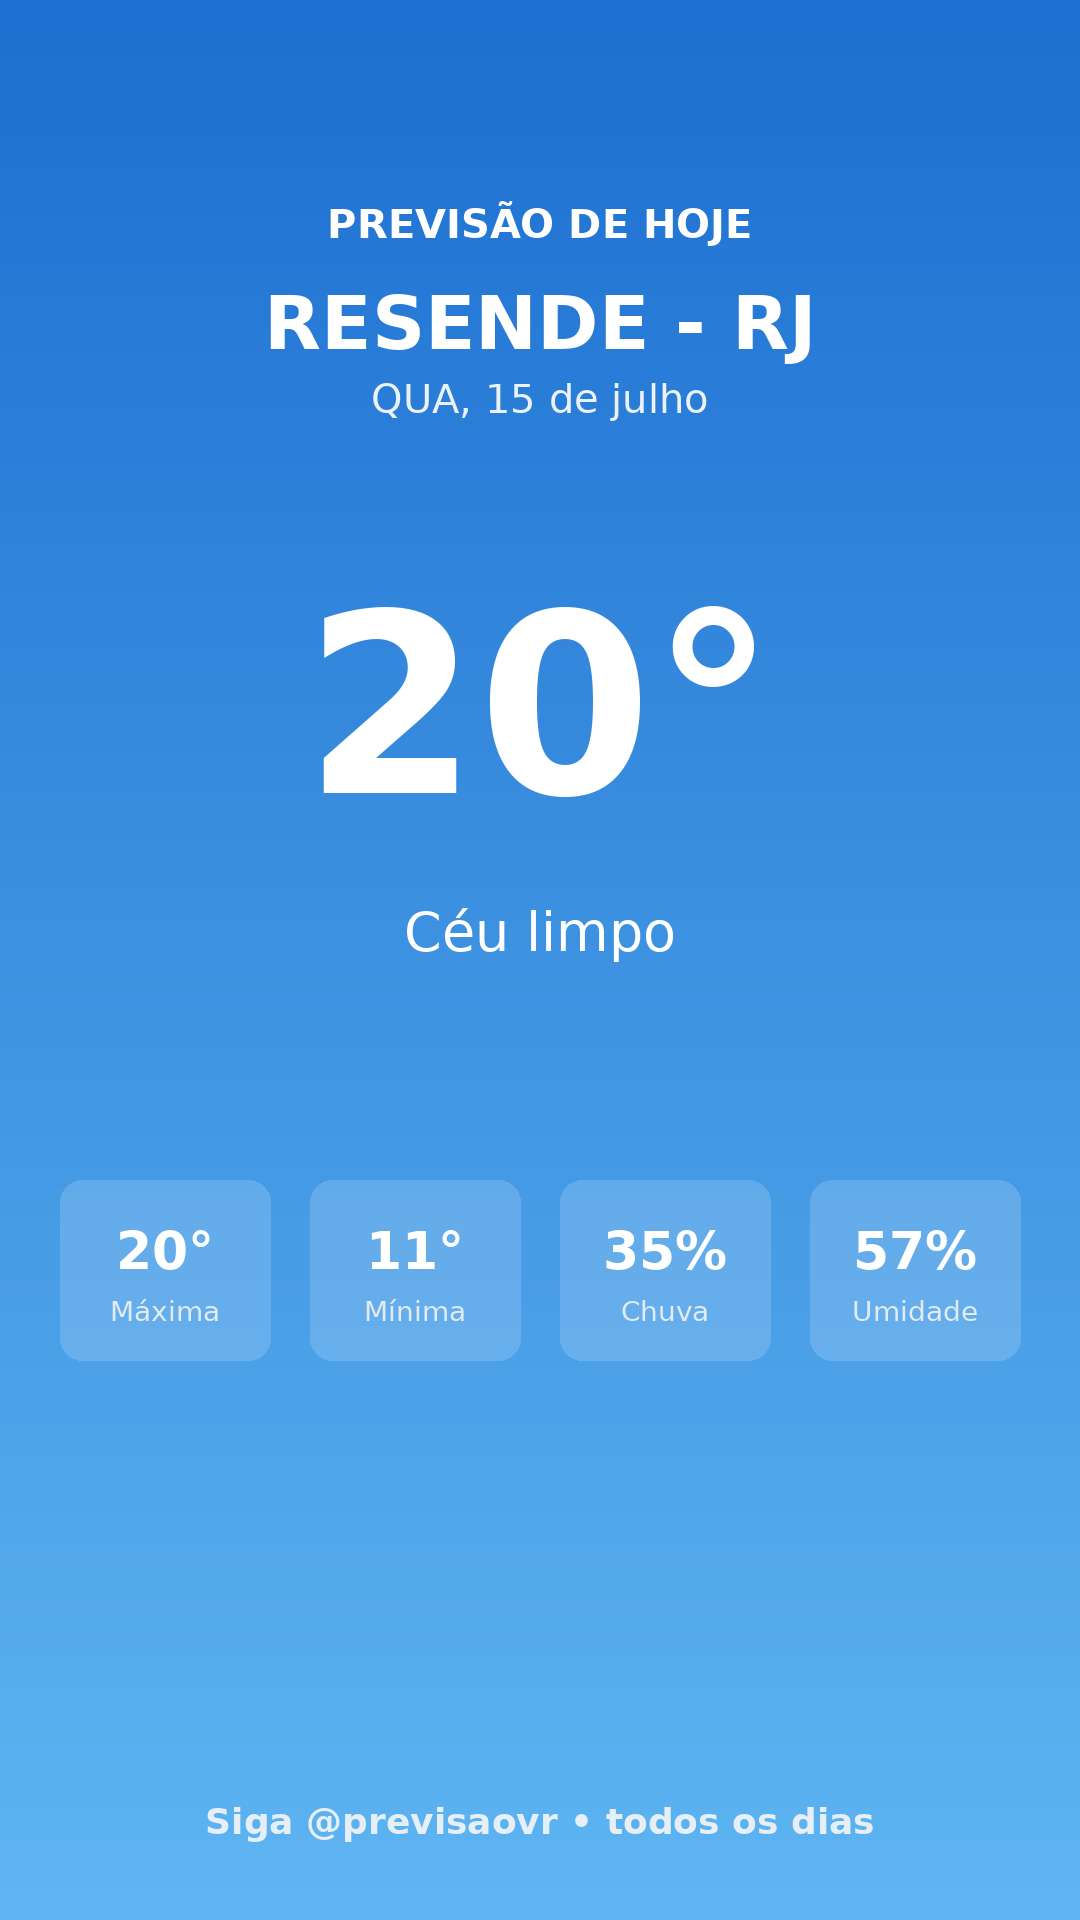 PREVISÃO DE HOJE
RESENDE - RJ
QUA, 15 de julho
20°
Céu limpo
20° 11° 35% 57%
Máxima Mínima Chuva Umidade
Siga @previsaovr • todos os dias